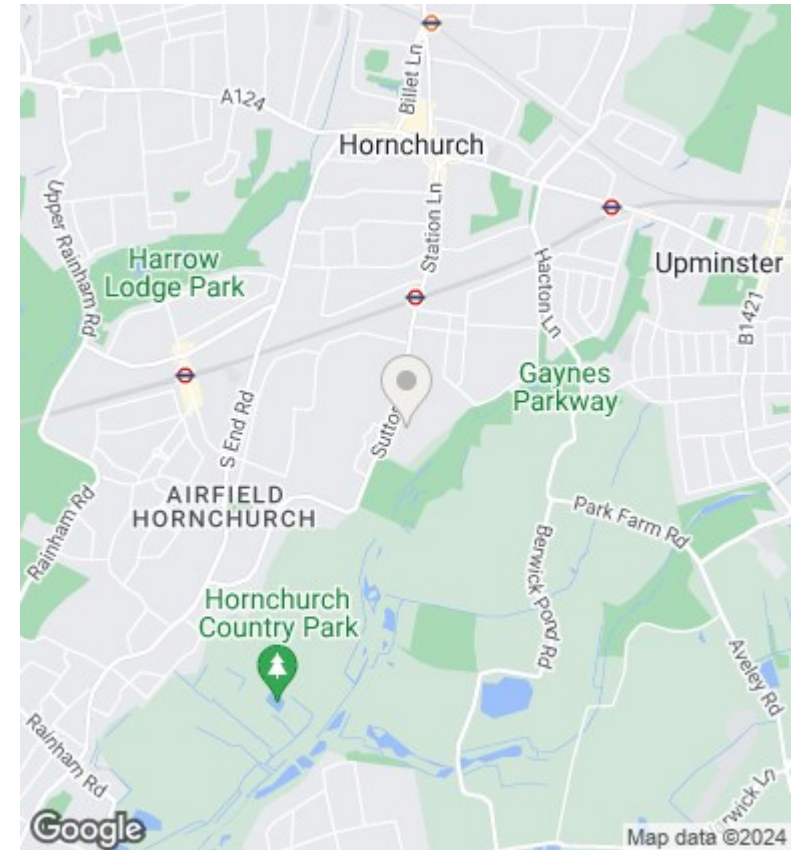 Billet Ln
A124
Hornchurch
Upper Rainham Rd
Station Ln
Harrow
Lodge Park
Hacton Ln
Upminster
B1421
Gaynes
Parkway
S End Rd
Sutton
AIRFIELD
HORNCHURCH
Rainham Rd
Park Farm Rd
Berwick Pond Rd
Hornchurch
Country Park
Aveley Rd
Rainham Rd
Warwick Ln
Google
Map data ©2024